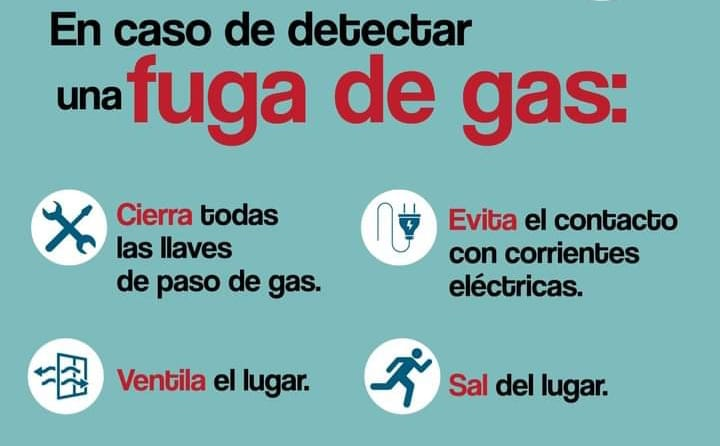 En caso de detectar
una fuga de gas:
Cierra todas
las llaves
de paso de gas.
Evita el contacto
con corrientes
eléctricas.
Ventila el lugar.
Sal del lugar.